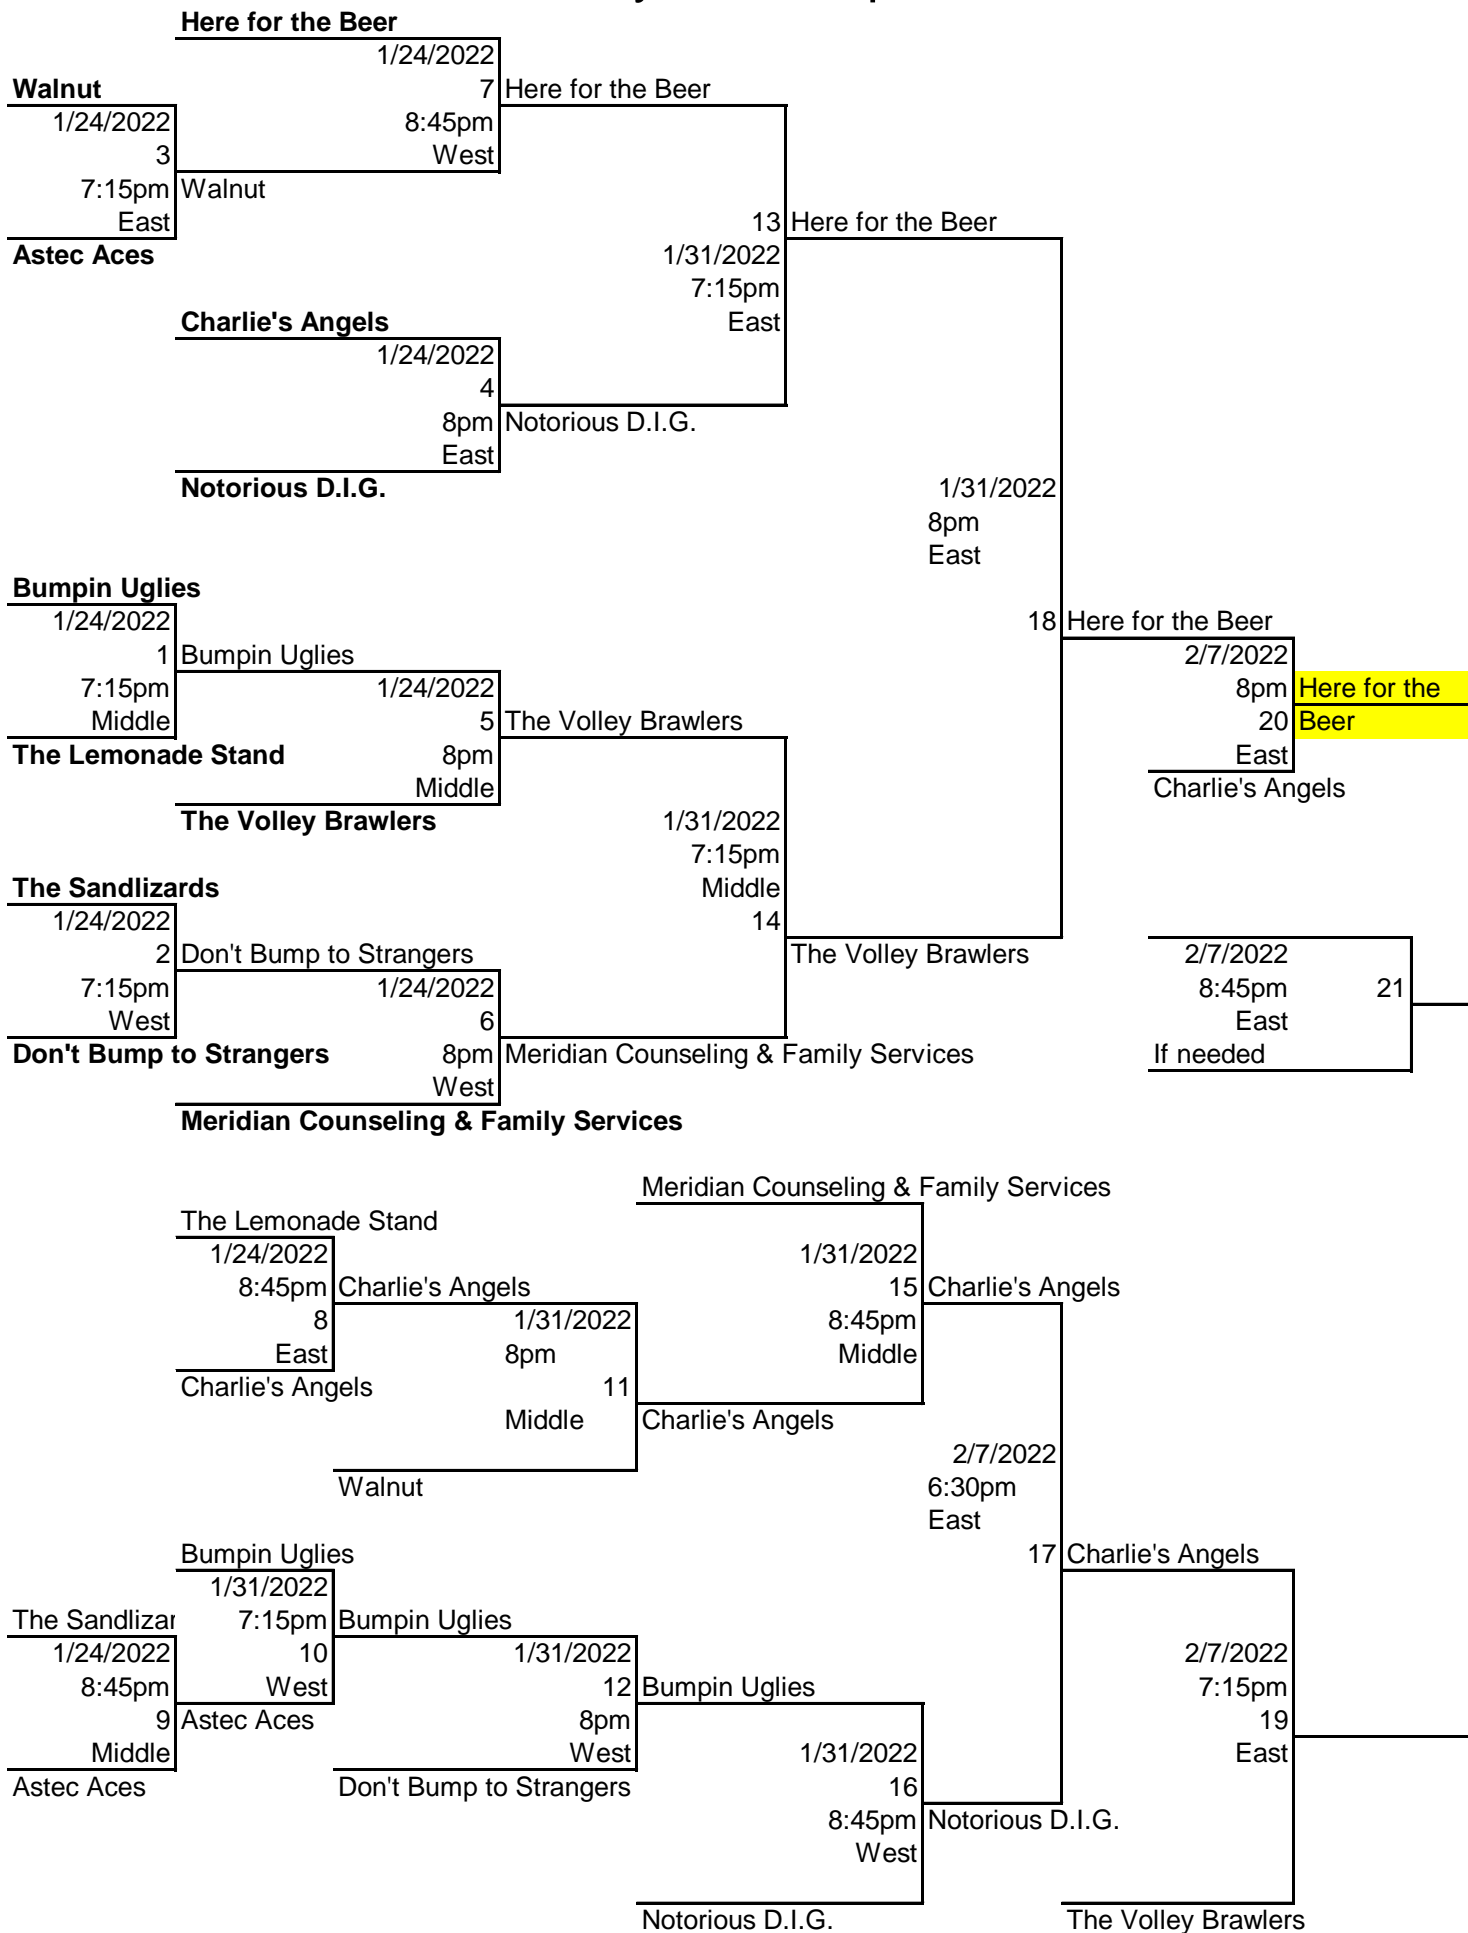 Here for the Beer
1/24/2022
Walnut
7 Here for the Beer
1/24/2022
8:45pm
3
West
7:15pm Walnut
East
13 Here for the Beer
Astec Aces
1/31/2022
7:15pm
Charlie's Angels
East
1/24/2022
4
8pm Notorious D.I.G.
East
Notorious D.I.G.
1/31/2022
8pm
East
Bumpin Uglies
1/24/2022
18 Here for the Beer
1 Bumpin Uglies
2/7/2022
7:15pm
1/24/2022
8pm Here for the
Middle
5 The Volley Brawlers
20 Beer
The Lemonade Stand
8pm
East
Middle
Charlie's Angels
The Volley Brawlers
1/31/2022
7:15pm
The Sandlizards
Middle
1/24/2022
14
2 Don't Bump to Strangers
The Volley Brawlers
2/7/2022
7:15pm
1/24/2022
8:45pm
21
West
6
East
Don't Bump to Strangers
8pm Meridian Counseling & Family Services
If needed
West
Meridian Counseling & Family Services
Meridian Counseling & Family Services
The Lemonade Stand
1/24/2022
1/31/2022
8:45pm Charlie's Angels
15 Charlie's Angels
8
1/31/2022
8:45pm
East
8pm
Middle
Charlie's Angels
11
Middle
Charlie's Angels
2/7/2022
Walnut
6:30pm
East
Bumpin Uglies
17 Charlie's Angels
1/31/2022
The Sandlizar
7:15pm Bumpin Uglies
1/24/2022
10
1/31/2022
2/7/2022
8:45pm
West
12 Bumpin Uglies
7:15pm
9 Astec Aces
8pm
19
Middle
West
1/31/2022
East
Astec Aces
Don't Bump to Strangers
16
8:45pm Notorious D.I.G.
West
Notorious D.I.G.
The Volley Brawlers